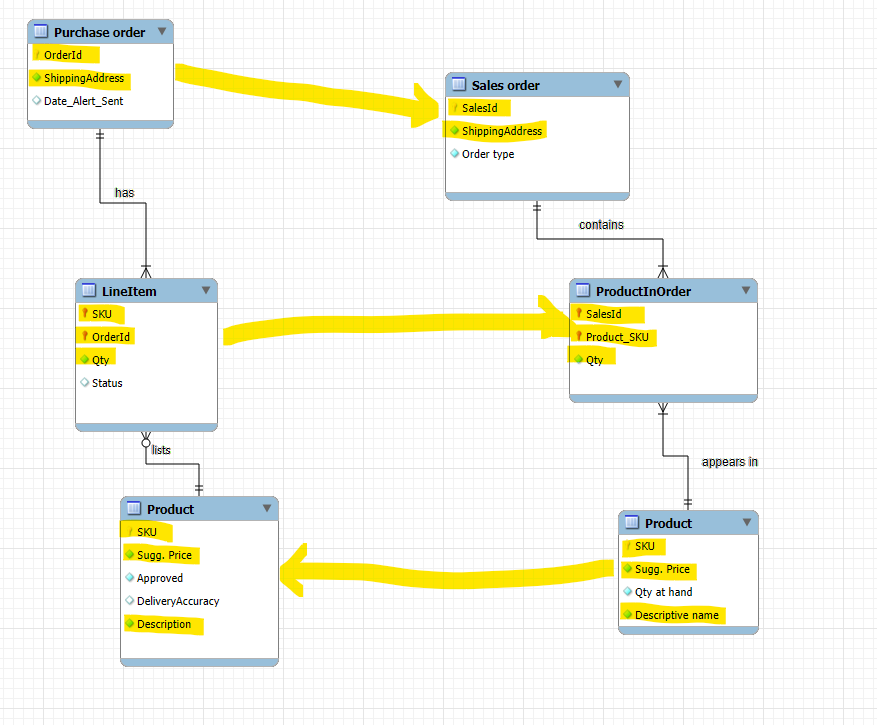 Purchase order
OrderId
ShippingAddress
Date_Alert_Sent
Sales order
SalesId
ShippingAddress
Order type
has
contains
LineItem
SKU
OrderId
Qty
Status
ProductInOrder
SalesId
Product_SKU
Qty
lists
appears in
Product
SKU
Sugg. Price
Approved
DeliveryAccuracy
Description
Product
SKU
Sugg. Price
Qty at hand
Descriptive name